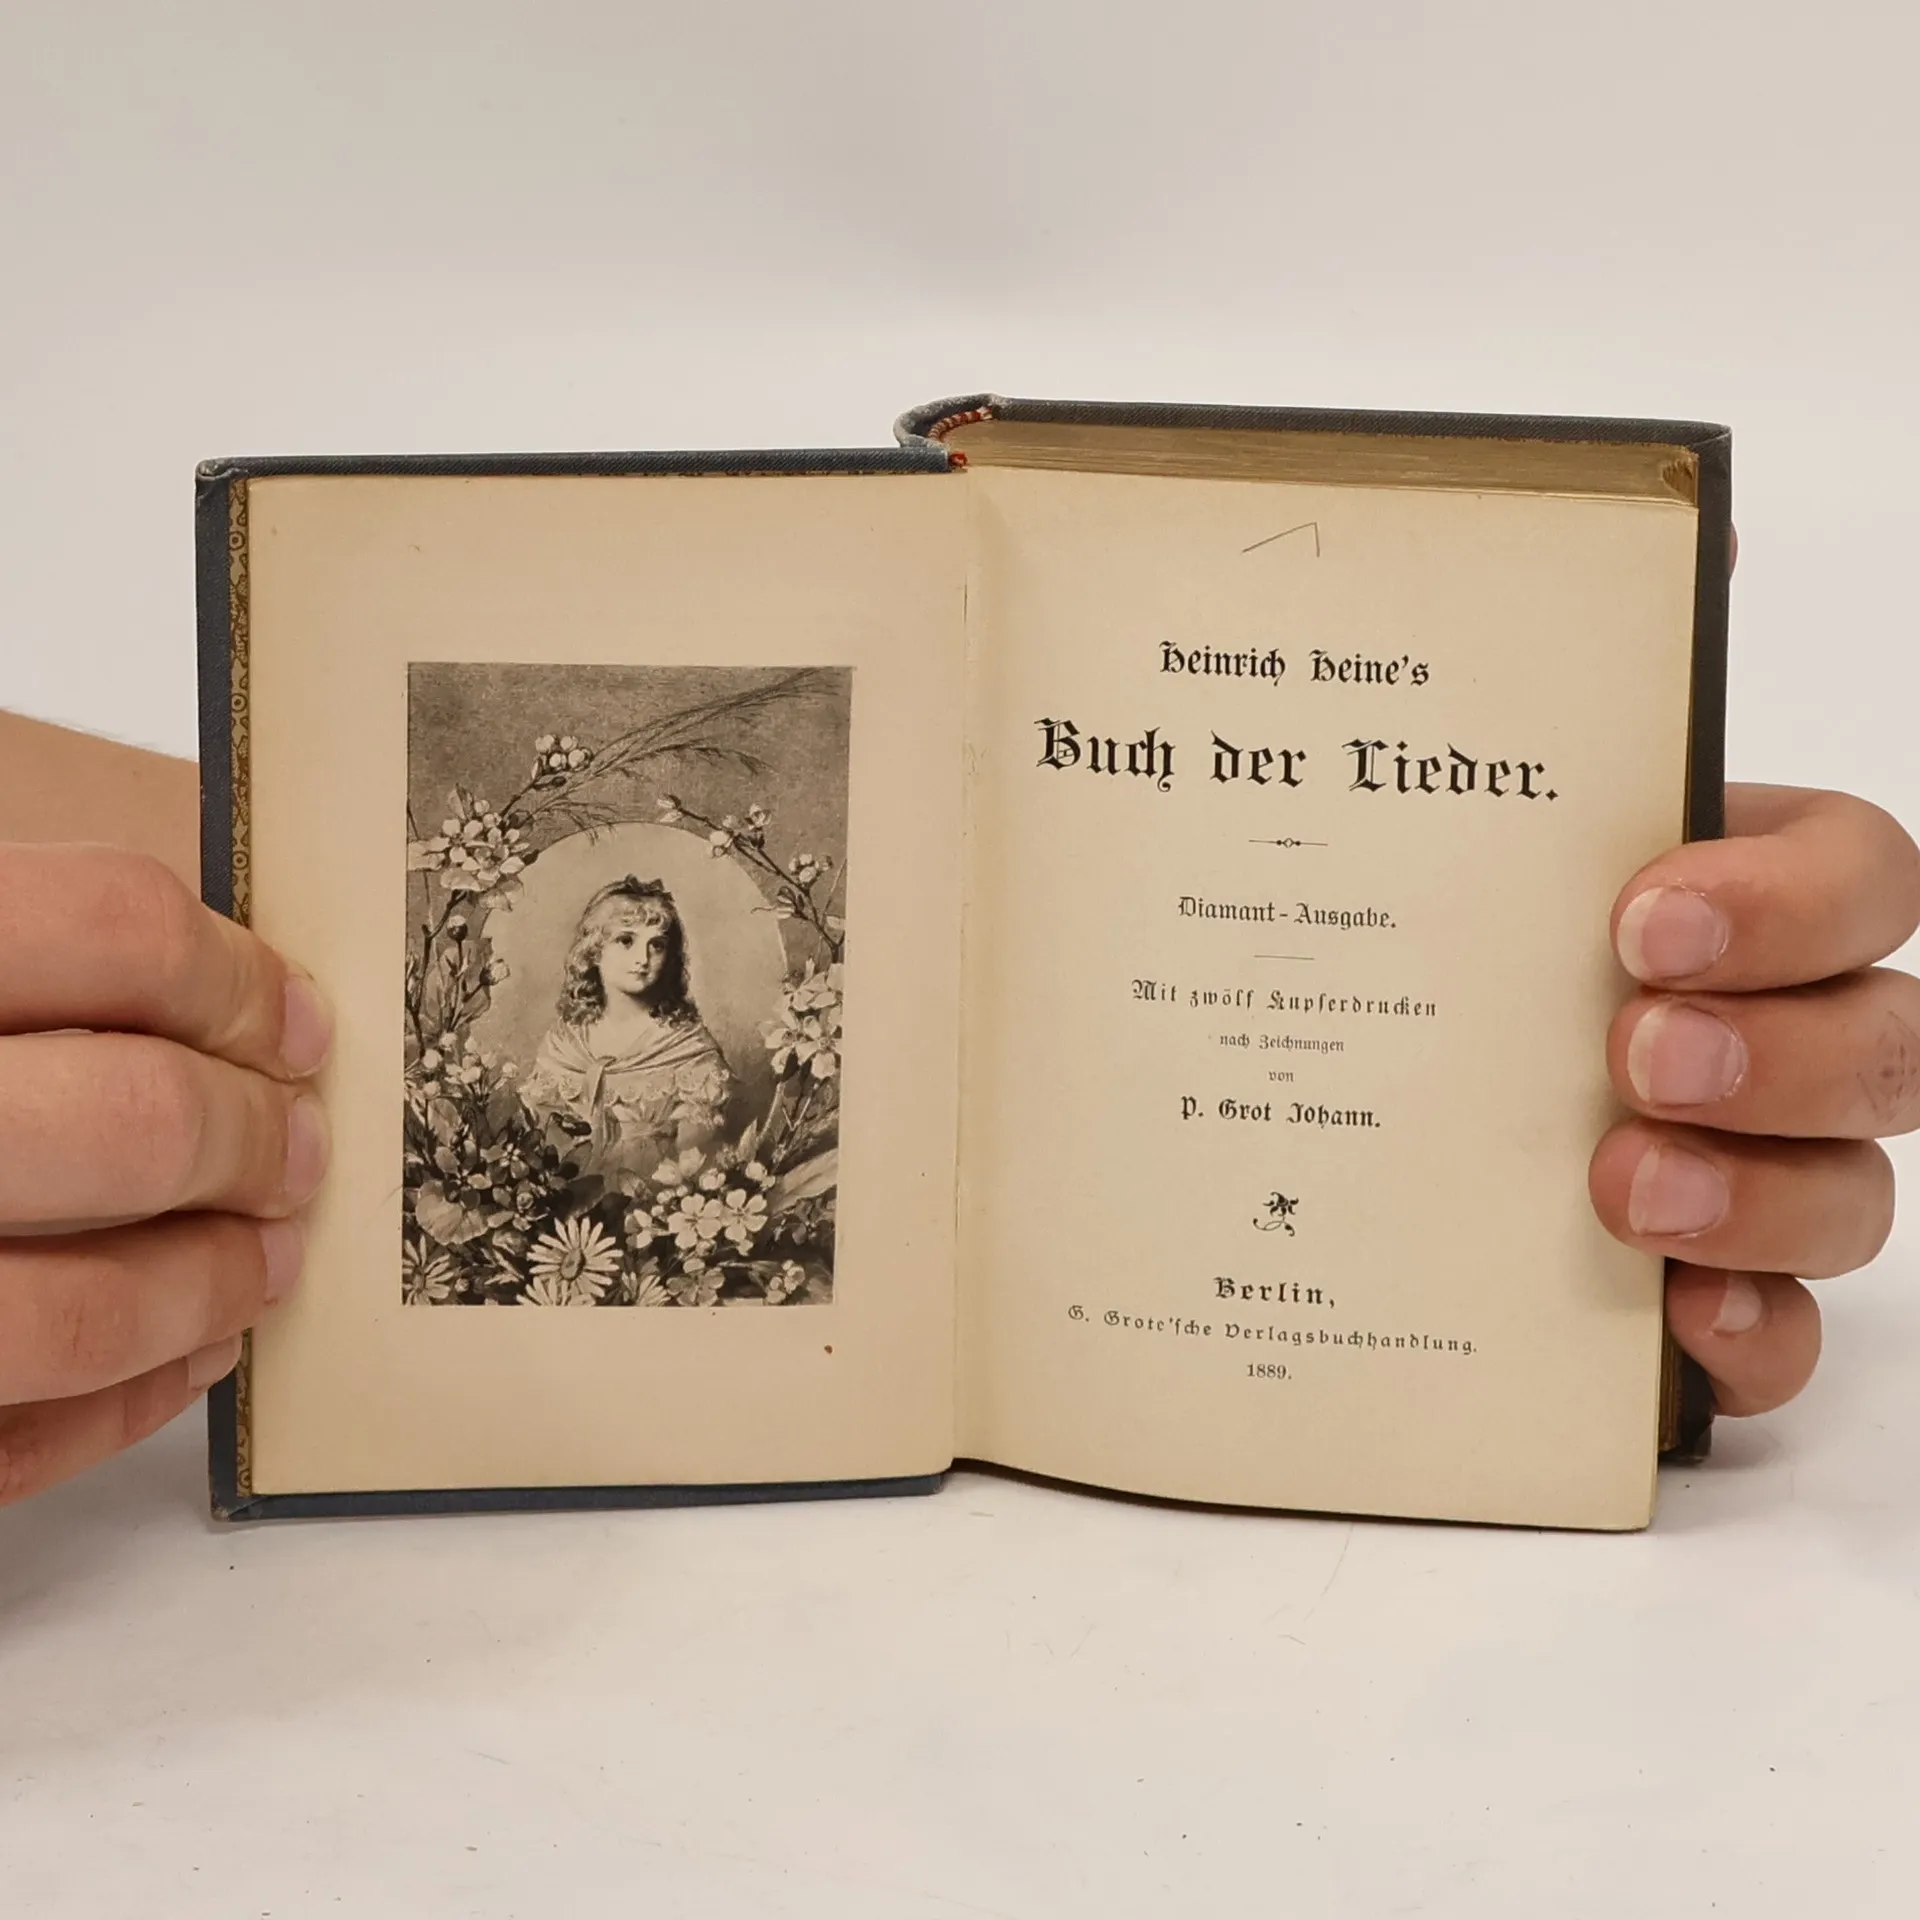 Heinrich Heine's
Buch der Lieder.
Diamant-Ausgabe.
Mit zwölf Kupferdrucken
nach Zeichnungen
von
P. Grot Johann.
Berlin,
G. Grote'sche Verlagsbuchhandlung.
1889.